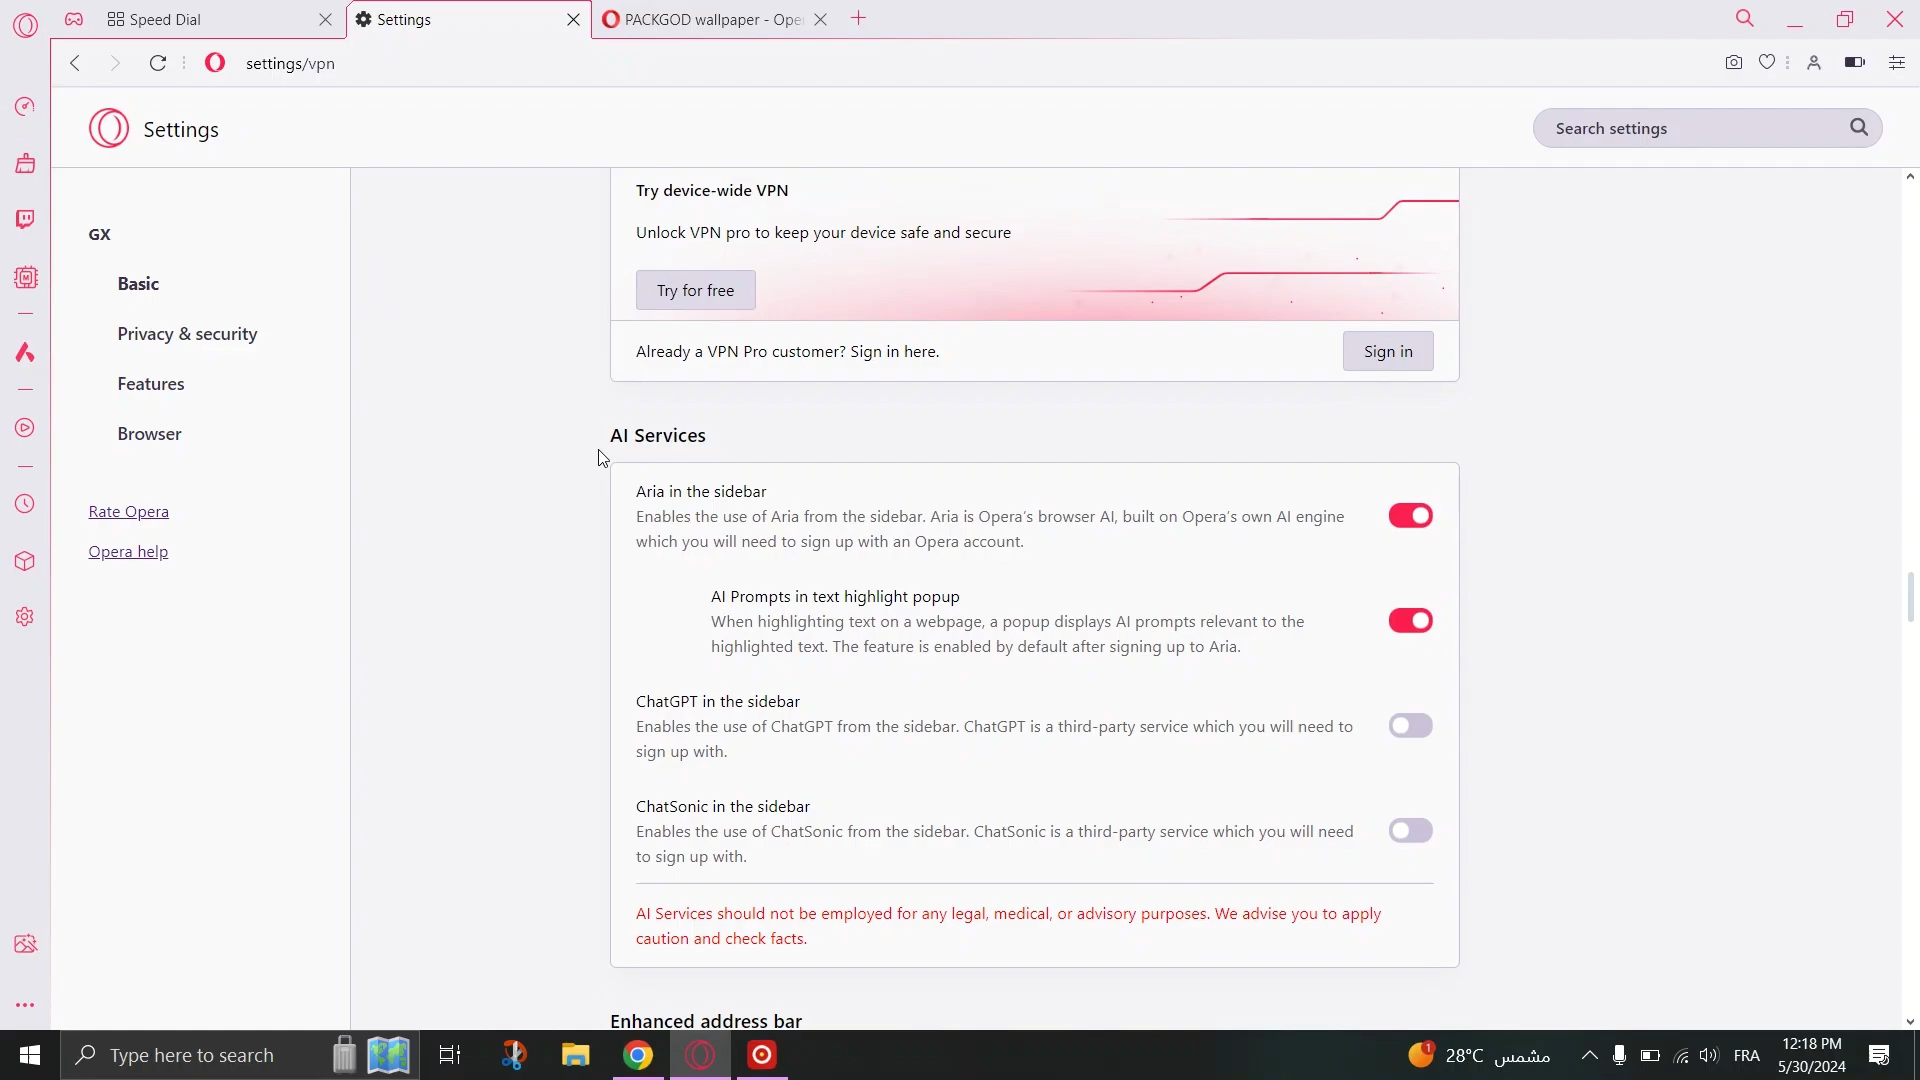 Speed Dial
Settings
PACKGOD wallpaper - Ope
settings/vpn
Settings
Search settings
GX
Basic
Privacy & security
Features
Browser
Rate Opera
Opera help
Try device-wide VPN
Unlock VPN pro to keep your device safe and secure
Try for free
Already a VPN Pro customer? Sign in here.
Sign in
AI Services
Aria in the sidebar
Enables the use of Aria from the sidebar. Aria is Opera's browser AI, built on Opera's own AI engine
which you will need to sign up with an Opera account.
AI Prompts in text highlight popup
When highlighting text on a webpage, a popup displays AI prompts relevant to the
highlighted text. The feature is enabled by default after signing up to Aria.
ChatGPT in the sidebar
Enables the use of ChatGPT from the sidebar. ChatGPT is a third-party service which you will need to
sign up with.
ChatSonic in the sidebar
Enables the use of ChatSonic from the sidebar. ChatSonic is a third-party service which you will need
to sign up with.
AI Services should not be employed for any legal, medical, or advisory purposes. We advise you to apply
caution and check facts.
Enhanced address bar
Type here to search
1
28°C مشمس
FRA
12:18 PM
5/30/2024